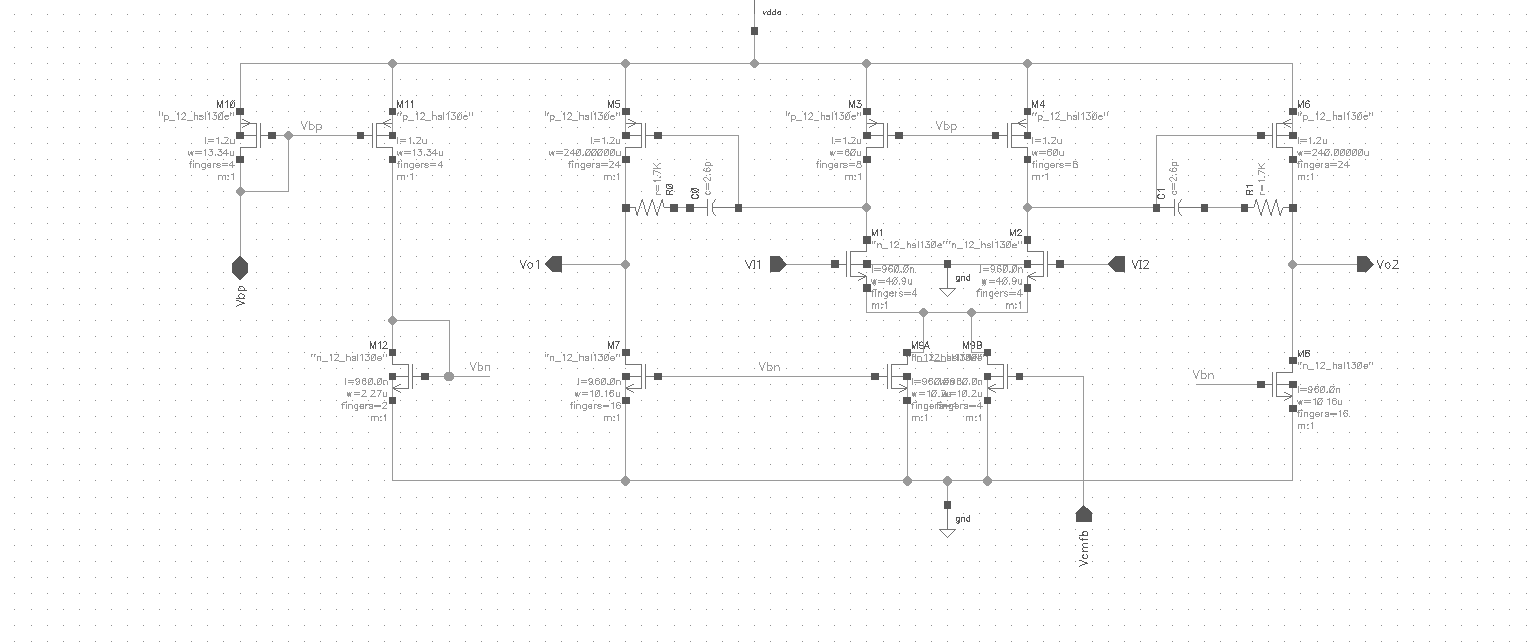 vdda
M10
"p_12_hsl130e"
l=1.2u
w=13.34u
fingers=4
m:1
Vbp
M11
"p_12_hsl130e"
l=1.2u
w=13.34u
fingers=4
m:1
M5
"p_12_hsl130e"
l=1.2u
w=240.00000u
fingers=24
m:1
M3
"p_12_hsl130e"
l=1.2u
w=60u
fingers=8
m:1
Vbp
M4
"p_12_hsl130e"
l=1.2u
w=60u
fingers=8
m:1
M6
"p_12_hsl130e"
l=1.2u
w=240.00000u
fingers=24
m:1
r=1.7K
R0
C0
c=2.6p
C1
c=2.6p
R1
r=1.7K
Vbp
Vo1
VI1
M1
"n_12_hsl130e"
l=960.0n
w=40.9u
fingers=4
m:1
gnd
M2
"n_12_hsl130e"
l=960.0n
w=40.9u
fingers=4
m:1
VI2
Vo2
M12
"n_12_hsl130e"
l=960.0n
w=2.27u
fingers=2
m:1
Vbn
M7
"n_12_hsl130e"
l=960.0n
w=10.16u
fingers=16
m:1
Vbn
M9A
M9B
w=10.2u
fingers=4
m:1
m:1
Vbn
"n_12_hsl130e"
l=960.0n
w=10.16u
fingers=16
m:1
gnd
Vcmfb